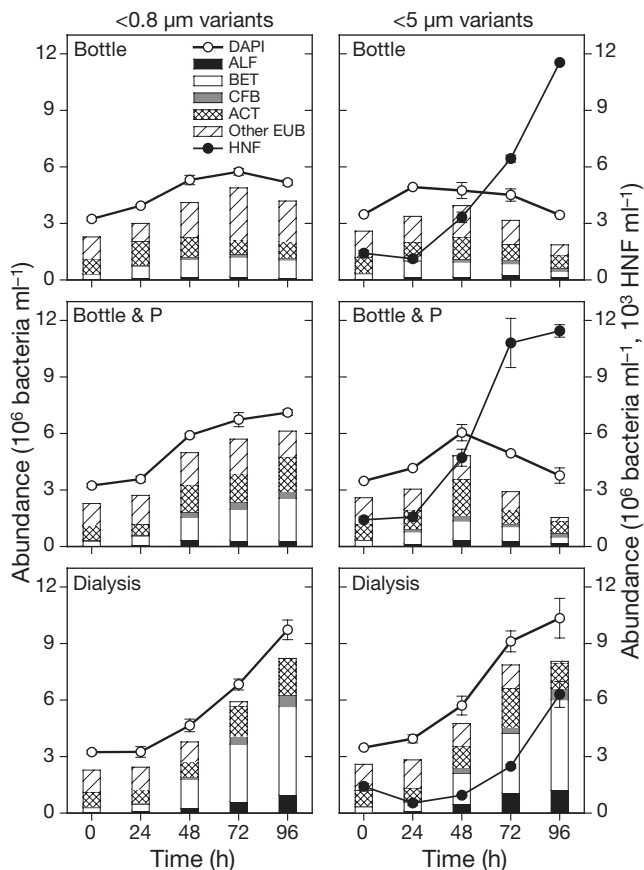 <0.8 µm variants
<5 µm variants
Bottle
DAPI
ALF
BET
CFB
ACT
Other EUB
HNF
12
9
6
3
0
Bottle
12
9
6
3
0
Bottle & P
12
9
6
3
0
Bottle & P
12
9
6
3
0
Dialysis
12
9
6
3
0
Dialysis
12
9
6
3
0
0 24 48 72 96
0 24 48 72 96
Time (h)
Time (h)
Abundance (10⁶ bacteria ml⁻¹)
Abundance (10⁶ bacteria ml⁻¹, 10³ HNF ml⁻¹)